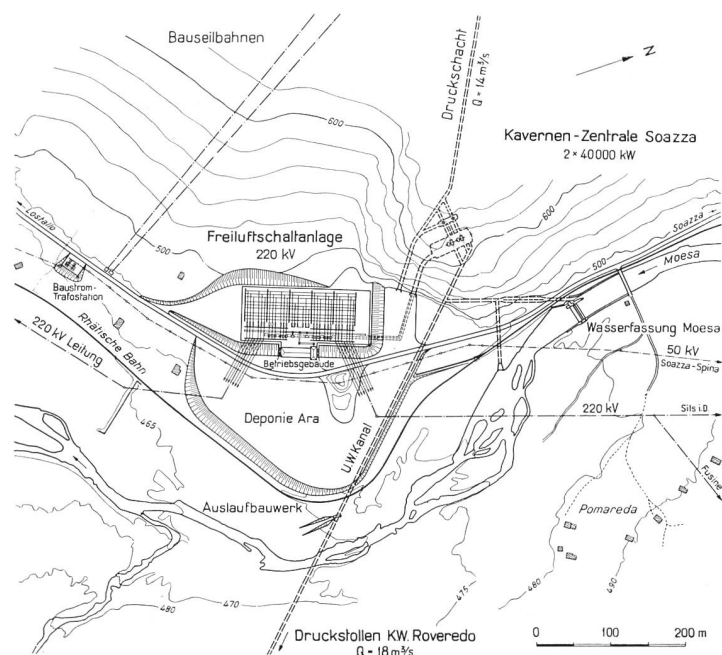 Bauseilbahnen
Druckschacht
Q = 14 m³/s
N
Kavernen-Zentrale Soazza
2 × 40000 kW
600
600
Lostallo
500
Freiluftschaltanlage
220 kV
Soazza
500
Moesa
Baustrom-
Trafostation
Wasserfassung Moesa
220 kV Leitung
Rhätische Bahn
Betriebsgebäude
50 kV
Soazza-Spina
465
Deponie Ara
U.W. Kanal
220 kV
Sils i.D
Fusine
Auslaufbauwerk
Pomareda
475
480
490
480
470
Druckstollen KW. Roveredo
Q = 18 m³/s
0 100 200 m